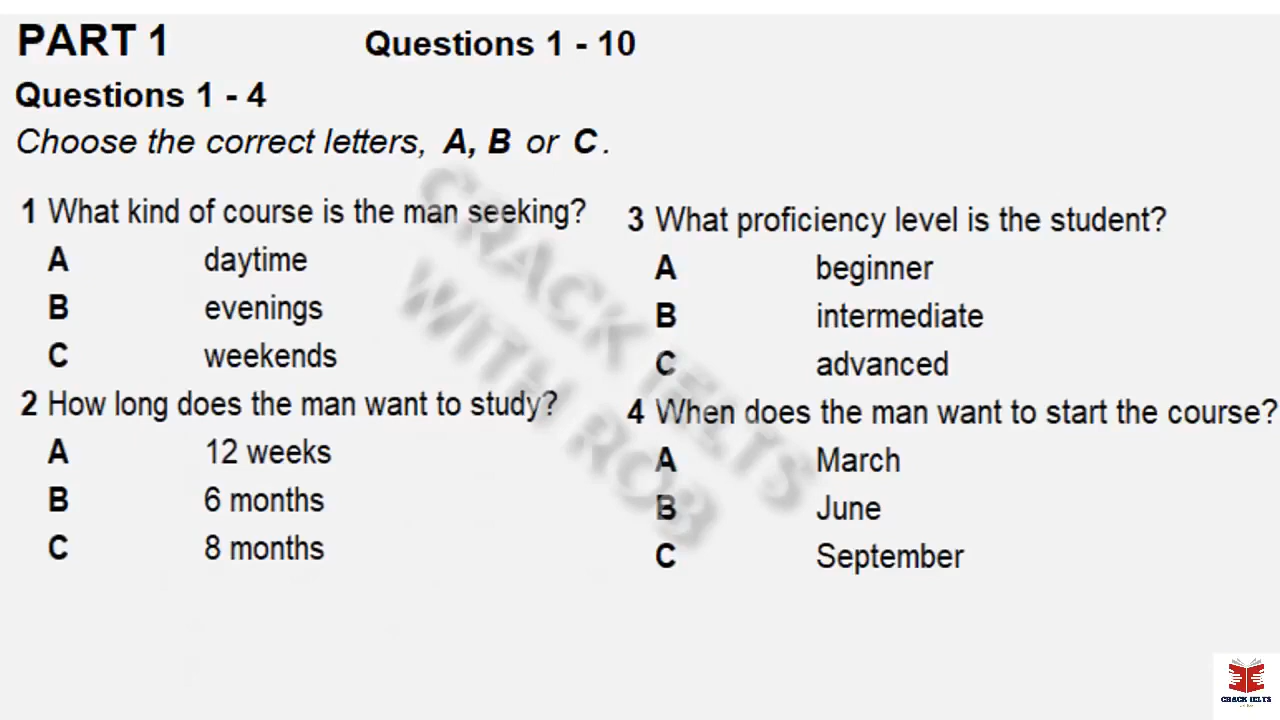 PART 1 Questions 1 - 10
Questions 1 - 4
Choose the correct letters, A, B or C.
1 What kind of course is the man seeking?
A daytime
B evenings
C weekends
2 How long does the man want to study?
A 12 weeks
B 6 months
C 8 months
3 What proficiency level is the student?
A beginner
B intermediate
C advanced
4 When does the man want to start the course?
A March
B June
C September
CRACK IELTS
WITH ROB
CRACK IELTS